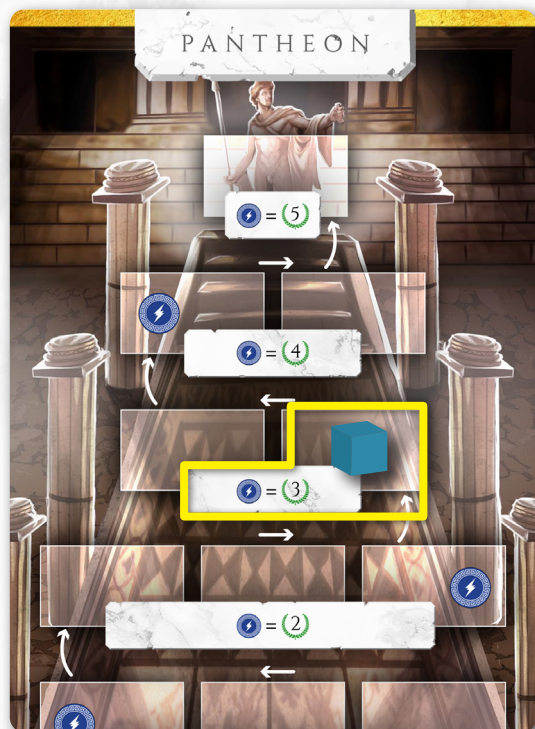 PANTHEON
= 5
= 4
= 3
= 2